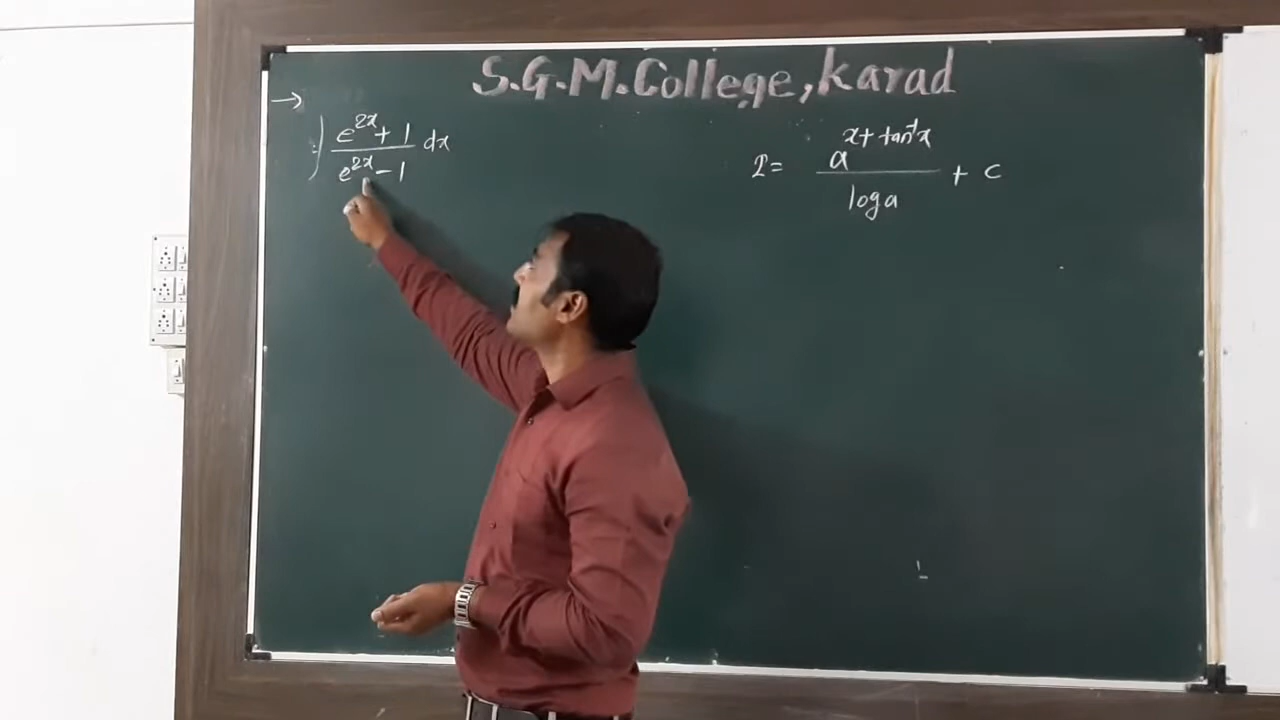 S.G.M. College, Karad
→
∫ e^(2x) + 1 / e^(2x) - 1 dx
I = a^(x + tan⁻¹x) / log a + c